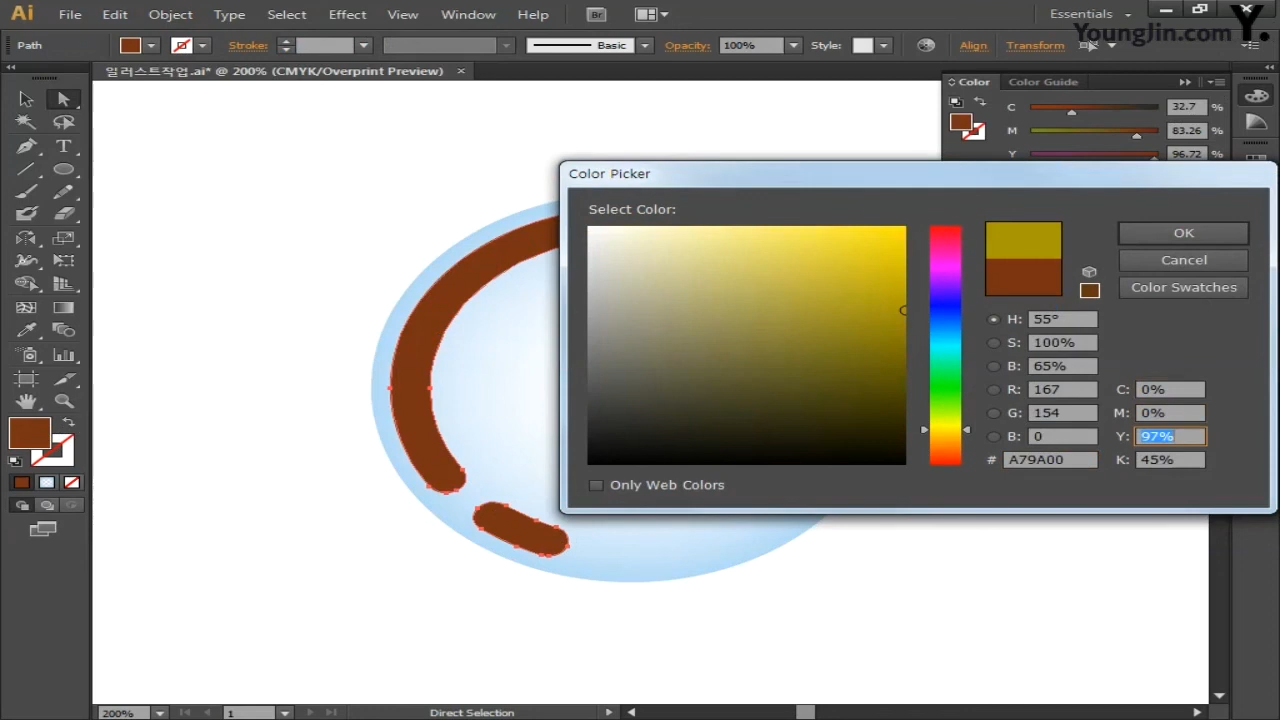 Ai File Edit Object Type Select Effect View Window Help Br Essentials
YoungJin.com Y.
Path Stroke: Basic Opacity: 100% Style: Align Transform
일러스트작업.ai* @ 200% (CMYK/Overprint Preview) ×
Color Color Guide
C 32.7 %
M 83.26 %
Y 96.72 %
Color Picker
Select Color:
OK
Cancel
Color Swatches
H: 55°
S: 100%
B: 65%
R: 167 C: 0%
G: 154 M: 0%
B: 0 Y: 97%
# A79A00 K: 45%
Only Web Colors
200% 1 Direct Selection